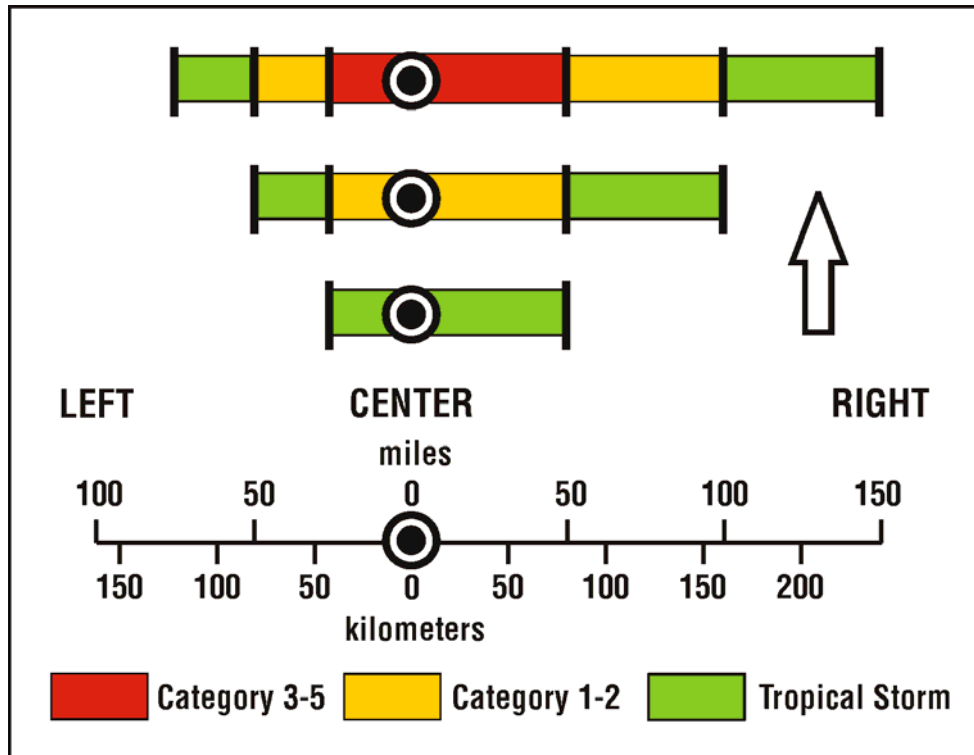 LEFT CENTER RIGHT
miles
100 50 0 50 100 150
150 100 50 0 50 100 150 200
kilometers
Category 3-5 Category 1-2 Tropical Storm